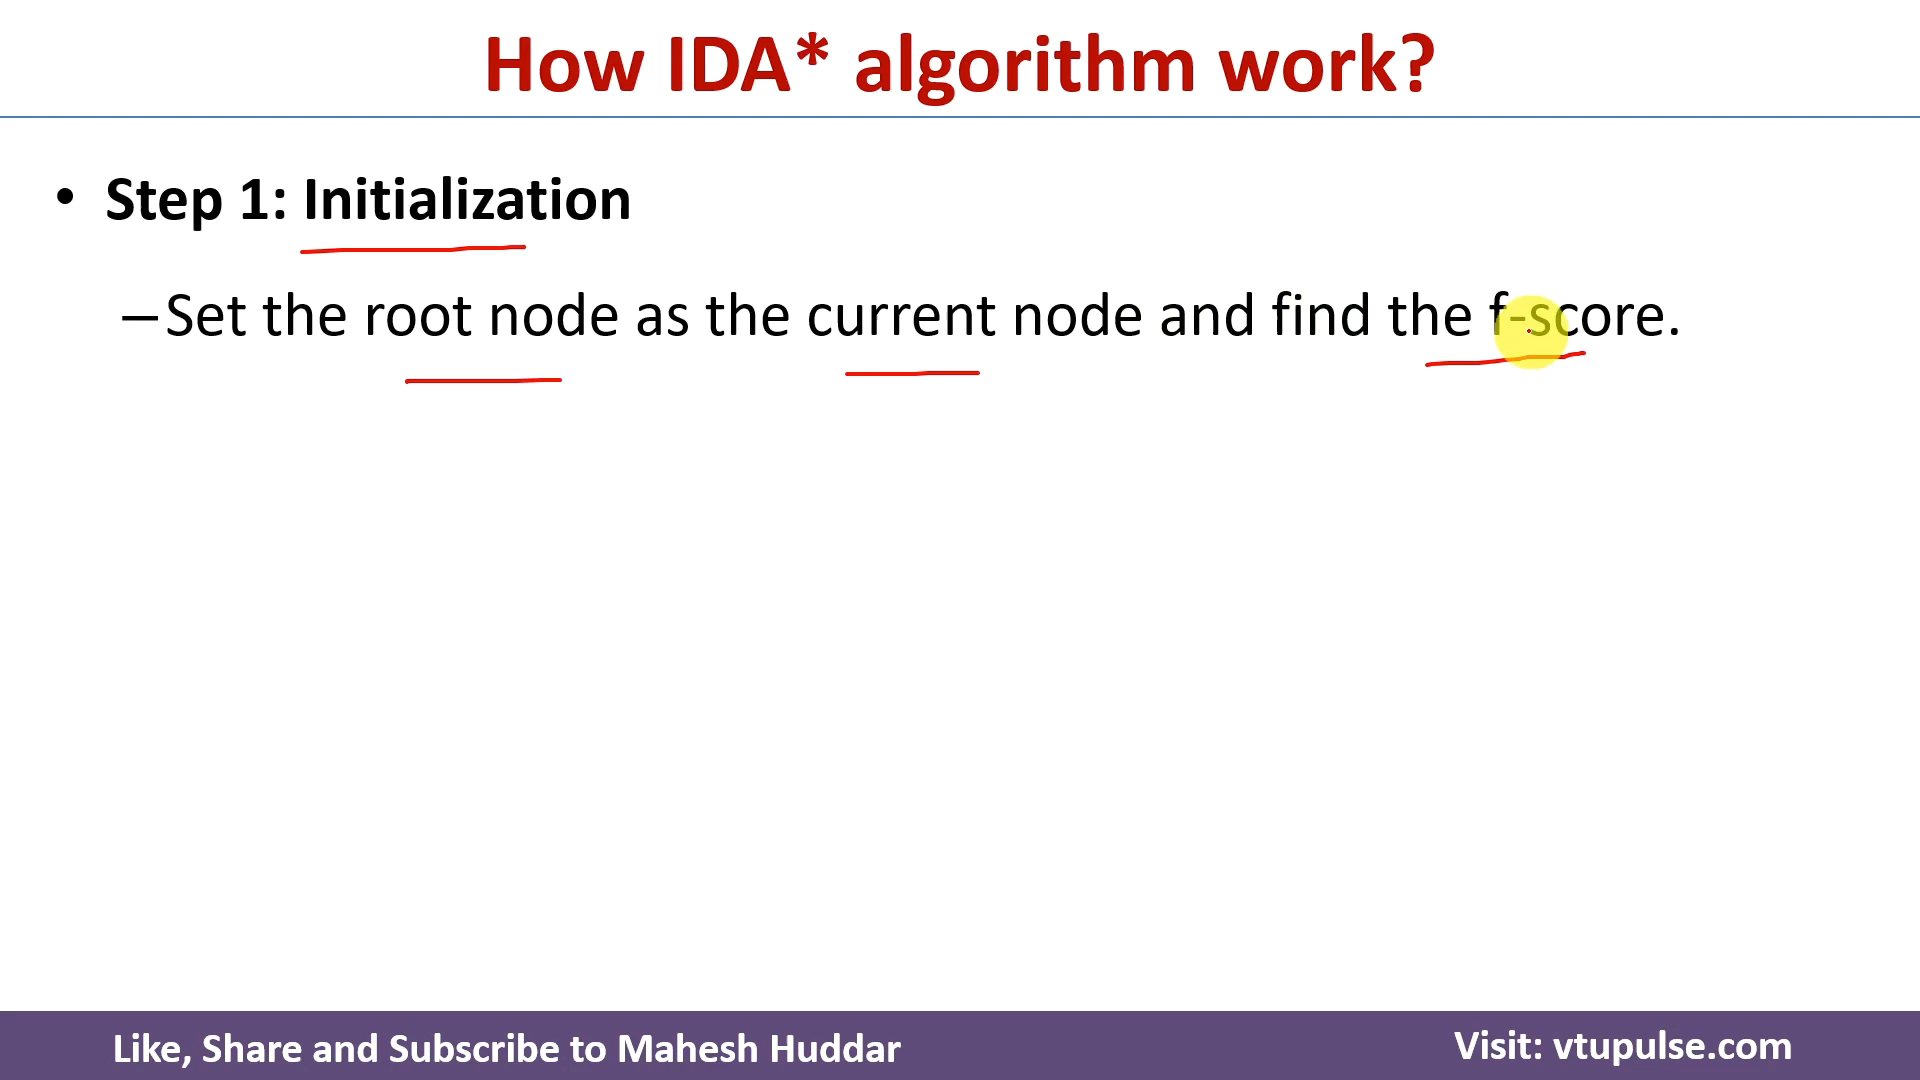 How IDA* algorithm work?
• Step 1: Initialization
–Set the root node as the current node and find the f-score.
Like, Share and Subscribe to Mahesh Huddar
Visit: vtupulse.com